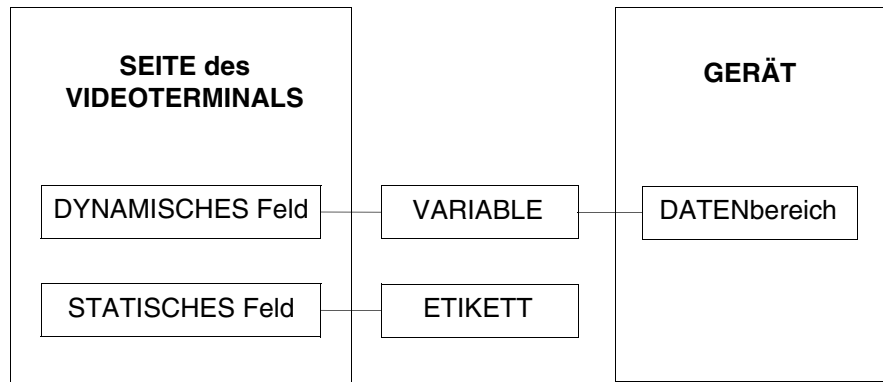 SEITE des
VIDEOTERMINALS
GERÄT
DYNAMISCHES Feld
VARIABLE
DATENbereich
STATISCHES Feld
ETIKETT